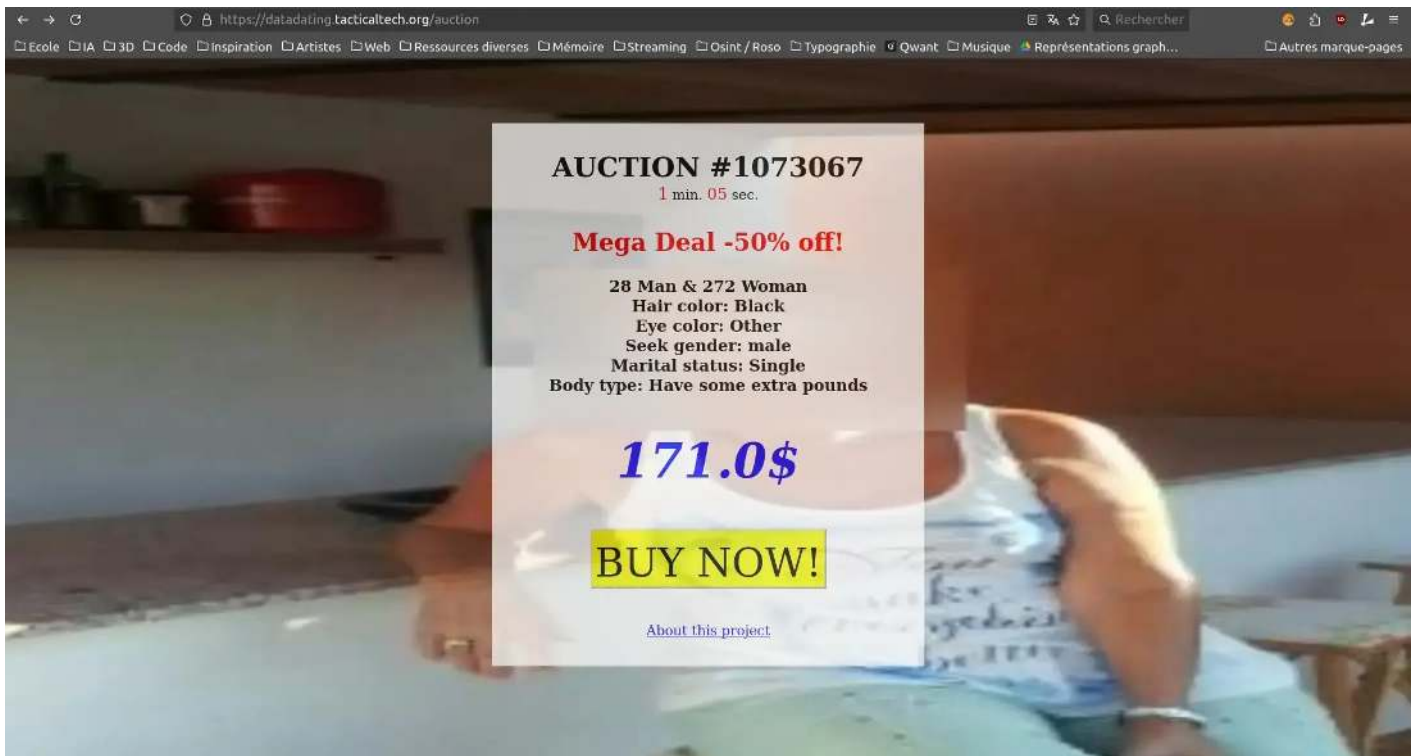 https://datadating.tacticaltech.org/auction
Rechercher
Ecole IA 3D Code Inspiration Artistes Web Ressources diverses Mémoire Streaming Osint / Roso Typographie Qwant Musique Représentations graph... Autres marque-pages
AUCTION #1073067
1 min. 05 sec.
Mega Deal -50% off!
28 Man & 272 Woman
Hair color: Black
Eye color: Other
Seek gender: male
Marital status: Single
Body type: Have some extra pounds
171.0$
BUY NOW!
About this project